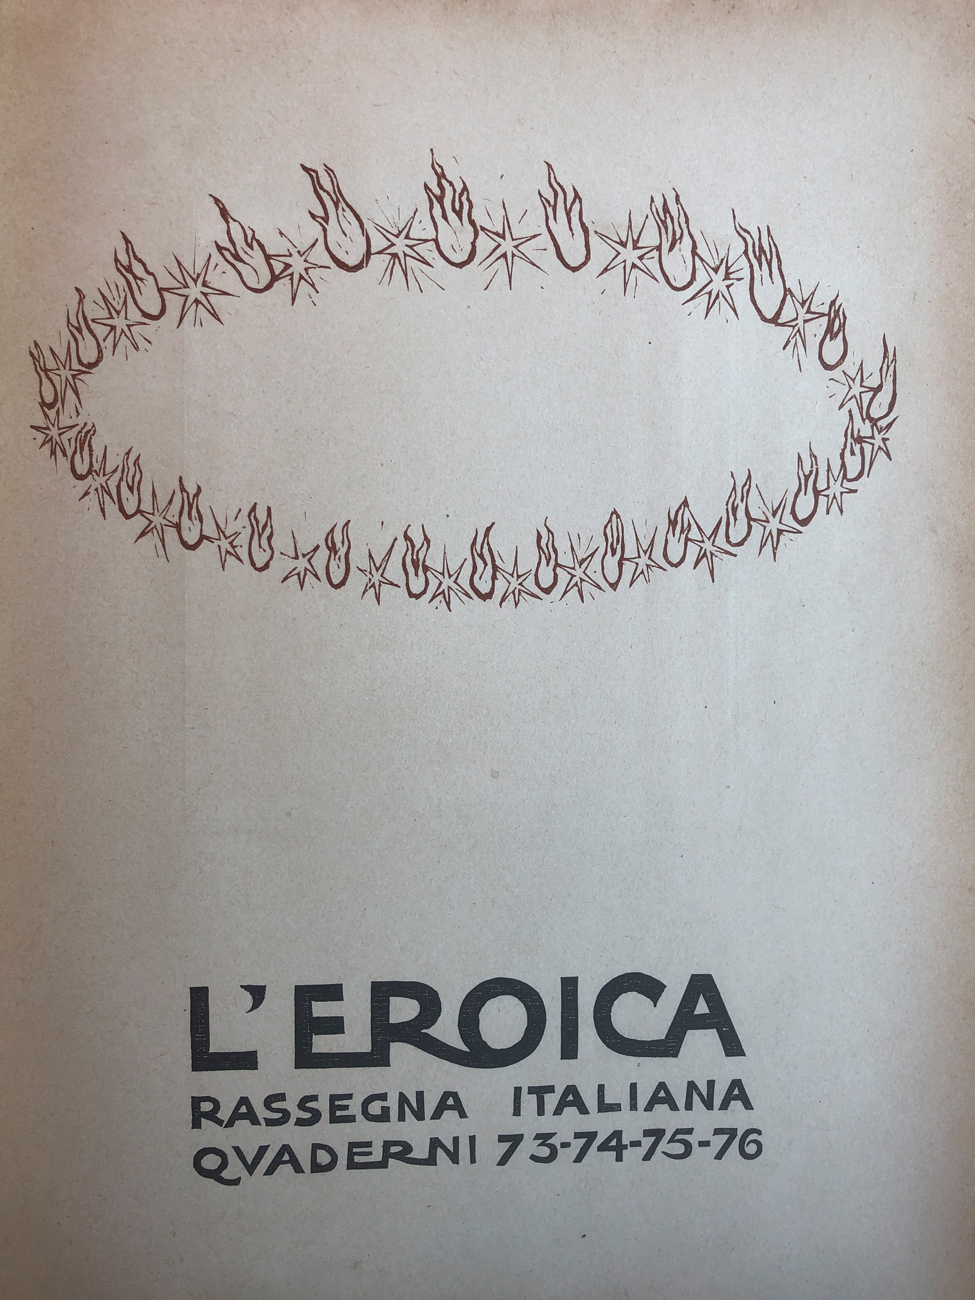 L'EROICA
RASSEGNA ITALIANA
QVADERNI 73-74-75-76